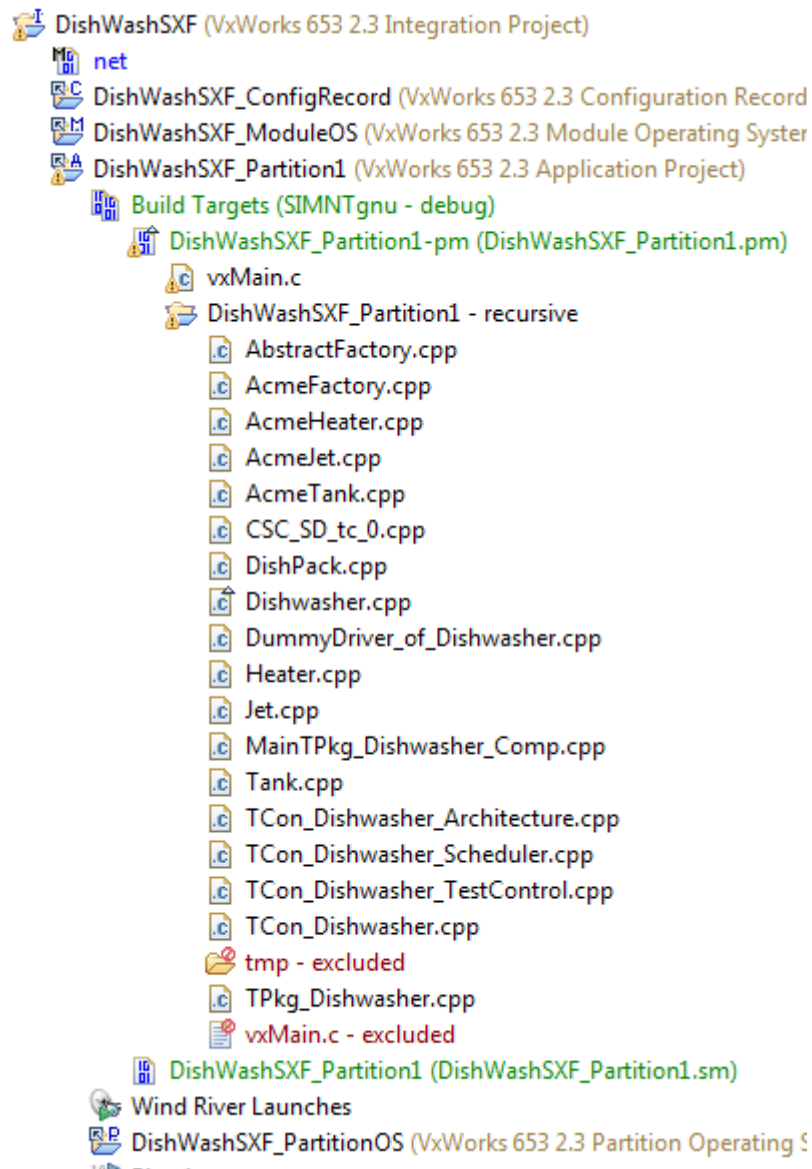 DishWashSXF (VxWorks 653 2.3 Integration Project)
net
DishWashSXF_ConfigRecord (VxWorks 653 2.3 Configuration Record
DishWashSXF_ModuleOS (VxWorks 653 2.3 Module Operating System
DishWashSXF_Partition1 (VxWorks 653 2.3 Application Project)
Build Targets (SIMNTgnu - debug)
DishWashSXF_Partition1-pm (DishWashSXF_Partition1.pm)
vxMain.c
DishWashSXF_Partition1 - recursive
AbstractFactory.cpp
AcmeFactory.cpp
AcmeHeater.cpp
AcmeJet.cpp
AcmeTank.cpp
CSC_SD_tc_0.cpp
DishPack.cpp
Dishwasher.cpp
DummyDriver_of_Dishwasher.cpp
Heater.cpp
Jet.cpp
MainTPkg_Dishwasher_Comp.cpp
Tank.cpp
TCon_Dishwasher_Architecture.cpp
TCon_Dishwasher_Scheduler.cpp
TCon_Dishwasher_TestControl.cpp
TCon_Dishwasher.cpp
tmp - excluded
TPkg_Dishwasher.cpp
vxMain.c - excluded
DishWashSXF_Partition1 (DishWashSXF_Partition1.sm)
Wind River Launches
DishWashSXF_PartitionOS (VxWorks 653 2.3 Partition Operating S